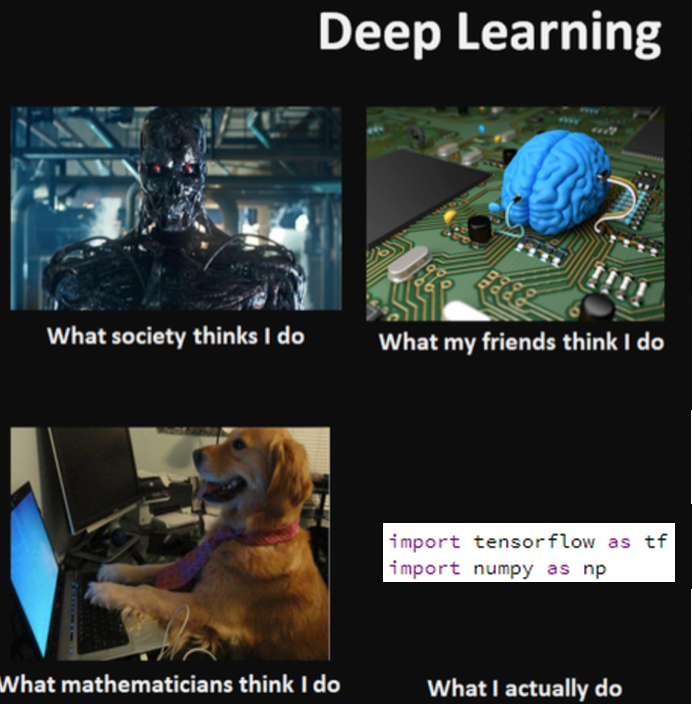 Deep Learning
What society thinks I do
What my friends think I do
What mathematicians think I do
import tensorflow as tf
import numpy as np
What I actually do